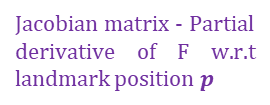 Jacobian matrix - Partial
derivative of F w.r.t
landmark position p